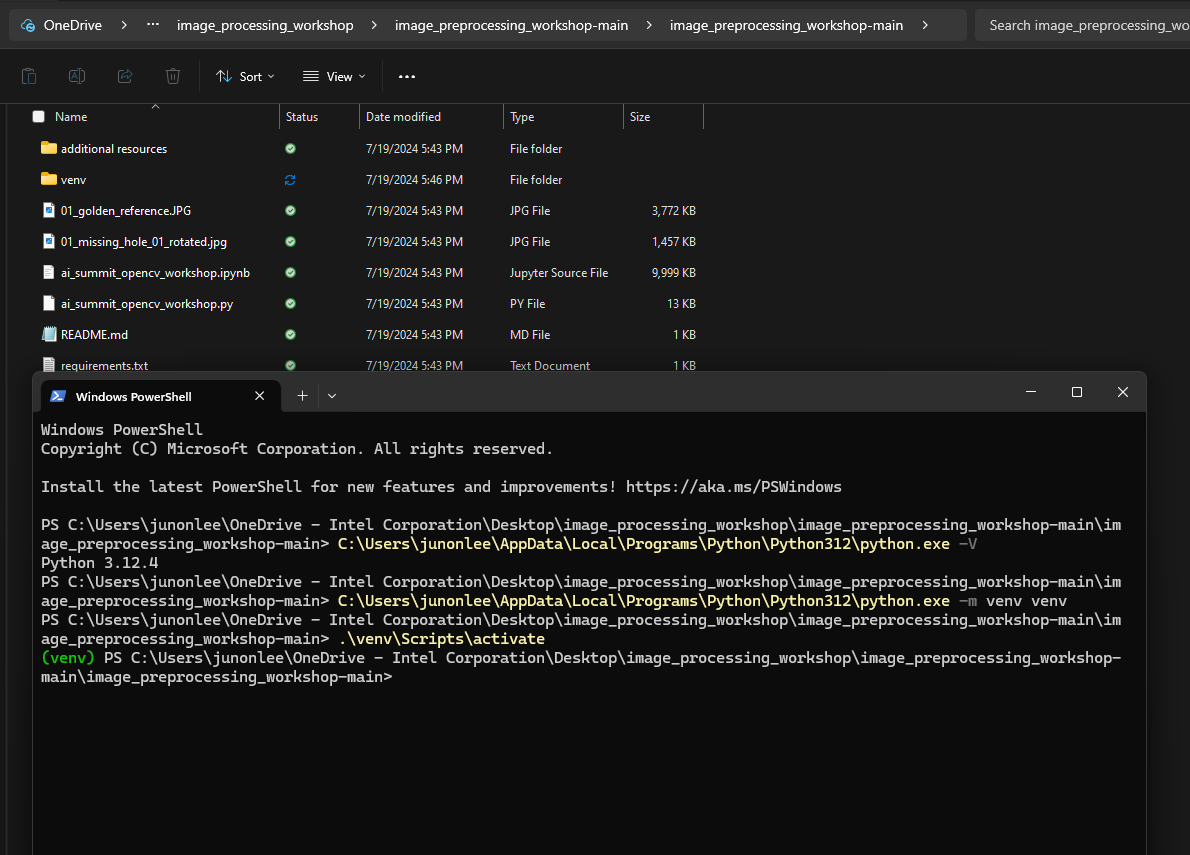 OneDrive > ... image_processing_workshop > image_preprocessing_workshop-main > image_preprocessing_workshop-main > Search image_preprocessing_wo
Sort View ...
Name Status Date modified Type Size
additional resources 7/19/2024 5:43 PM File folder
venv 7/19/2024 5:46 PM File folder
01_golden_reference.JPG 7/19/2024 5:43 PM JPG File 3,772 KB
01_missing_hole_01_rotated.jpg 7/19/2024 5:43 PM JPG File 1,457 KB
ai_summit_opencv_workshop.ipynb 7/19/2024 5:43 PM Jupyter Source File 9,999 KB
ai_summit_opencv_workshop.py 7/19/2024 5:43 PM PY File 13 KB
README.md 7/19/2024 5:43 PM MD File 1 KB
requirements.txt 7/19/2024 5:43 PM Text Document 1 KB
Windows PowerShell
Windows PowerShell
Copyright (C) Microsoft Corporation. All rights reserved.
Install the latest PowerShell for new features and improvements! https://aka.ms/PSWindows
PS C:\Users\junonlee\OneDrive - Intel Corporation\Desktop\image_processing_workshop\image_preprocessing_workshop-main\im
age_preprocessing_workshop-main> C:\Users\junonlee\AppData\Local\Programs\Python\Python312\python.exe -V
Python 3.12.4
PS C:\Users\junonlee\OneDrive - Intel Corporation\Desktop\image_processing_workshop\image_preprocessing_workshop-main\im
age_preprocessing_workshop-main> C:\Users\junonlee\AppData\Local\Programs\Python\Python312\python.exe -m venv venv
PS C:\Users\junonlee\OneDrive - Intel Corporation\Desktop\image_processing_workshop\image_preprocessing_workshop-main\im
age_preprocessing_workshop-main> .\venv\Scripts\activate
(venv) PS C:\Users\junonlee\OneDrive - Intel Corporation\Desktop\image_processing_workshop\image_preprocessing_workshop-
main\image_preprocessing_workshop-main>